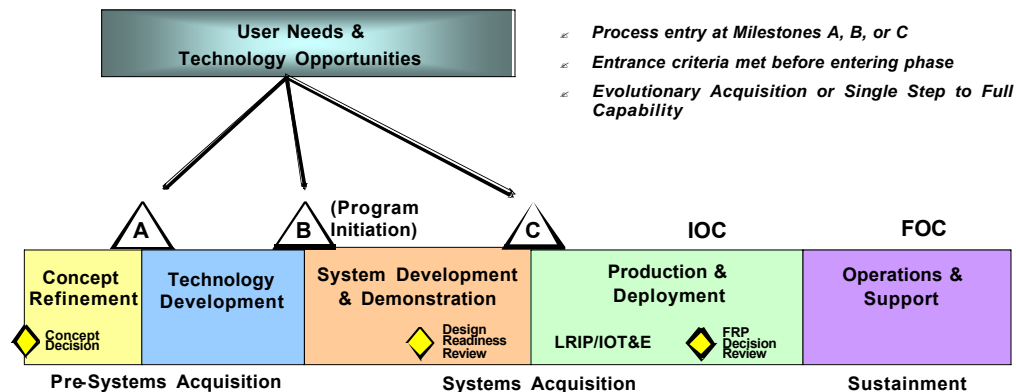 User Needs &
Technology Opportunities
Process entry at Milestones A, B, or C
Entrance criteria met before entering phase
Evolutionary Acquisition or Single Step to Full
Capability
A
B
(Program
Initiation)
C
IOC
FOC
Concept
Refinement
Technology
Development
System Development
& Demonstration
Production &
Deployment
Operations &
Support
Concept
Decision
Design
Readiness
Review
LRIP/IOT&E
FRP
Decision
Review
Pre-Systems Acquisition
Systems Acquisition
Sustainment